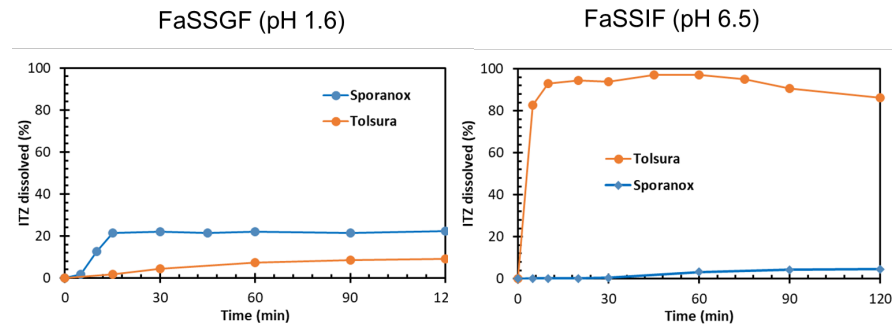 FaSSGF (pH 1.6)
FaSSIF (pH 6.5)
ITZ dissolved (%)
100
80
60
40
20
0
Sporanox
Tolsura
0 30 60 90 12
Time (min)
ITZ dissolved (%)
100
80
60
40
20
0
Tolsura
Sporanox
0 30 60 90 120
Time (min)